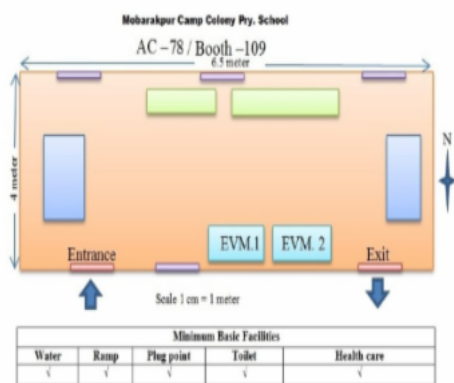 Mobarakpur Camp Colony Pry. School
AC –78 / Booth –109
6.5 meter
4 meter
N
EVM.1 EVM. 2
Entrance Exit
Scale 1 cm = 1 meter
Minimum Basic Facilities
Water Ramp Plug point Toilet Health care
√ √ √ √ √